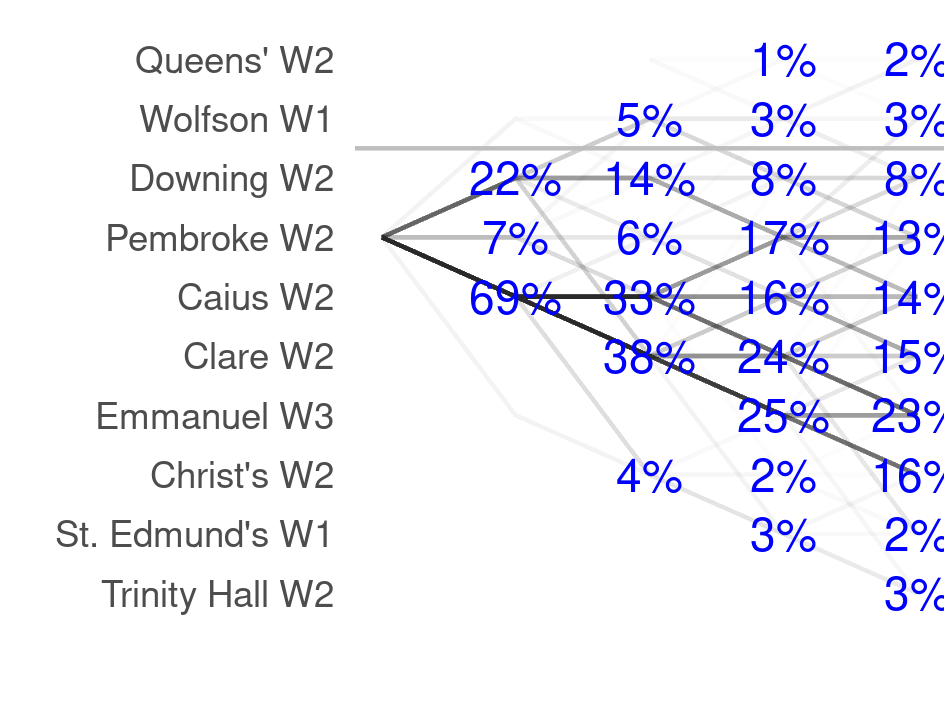 Queens' W2 1% 2%
Wolfson W1 5% 3% 3%
Downing W2 22% 14% 8% 8%
Pembroke W2 7% 6% 17% 13%
Caius W2 69% 33% 16% 14%
Clare W2 38% 24% 15%
Emmanuel W3 25% 23%
Christ's W2 4% 2% 16%
St. Edmund's W1 3% 2%
Trinity Hall W2 3%